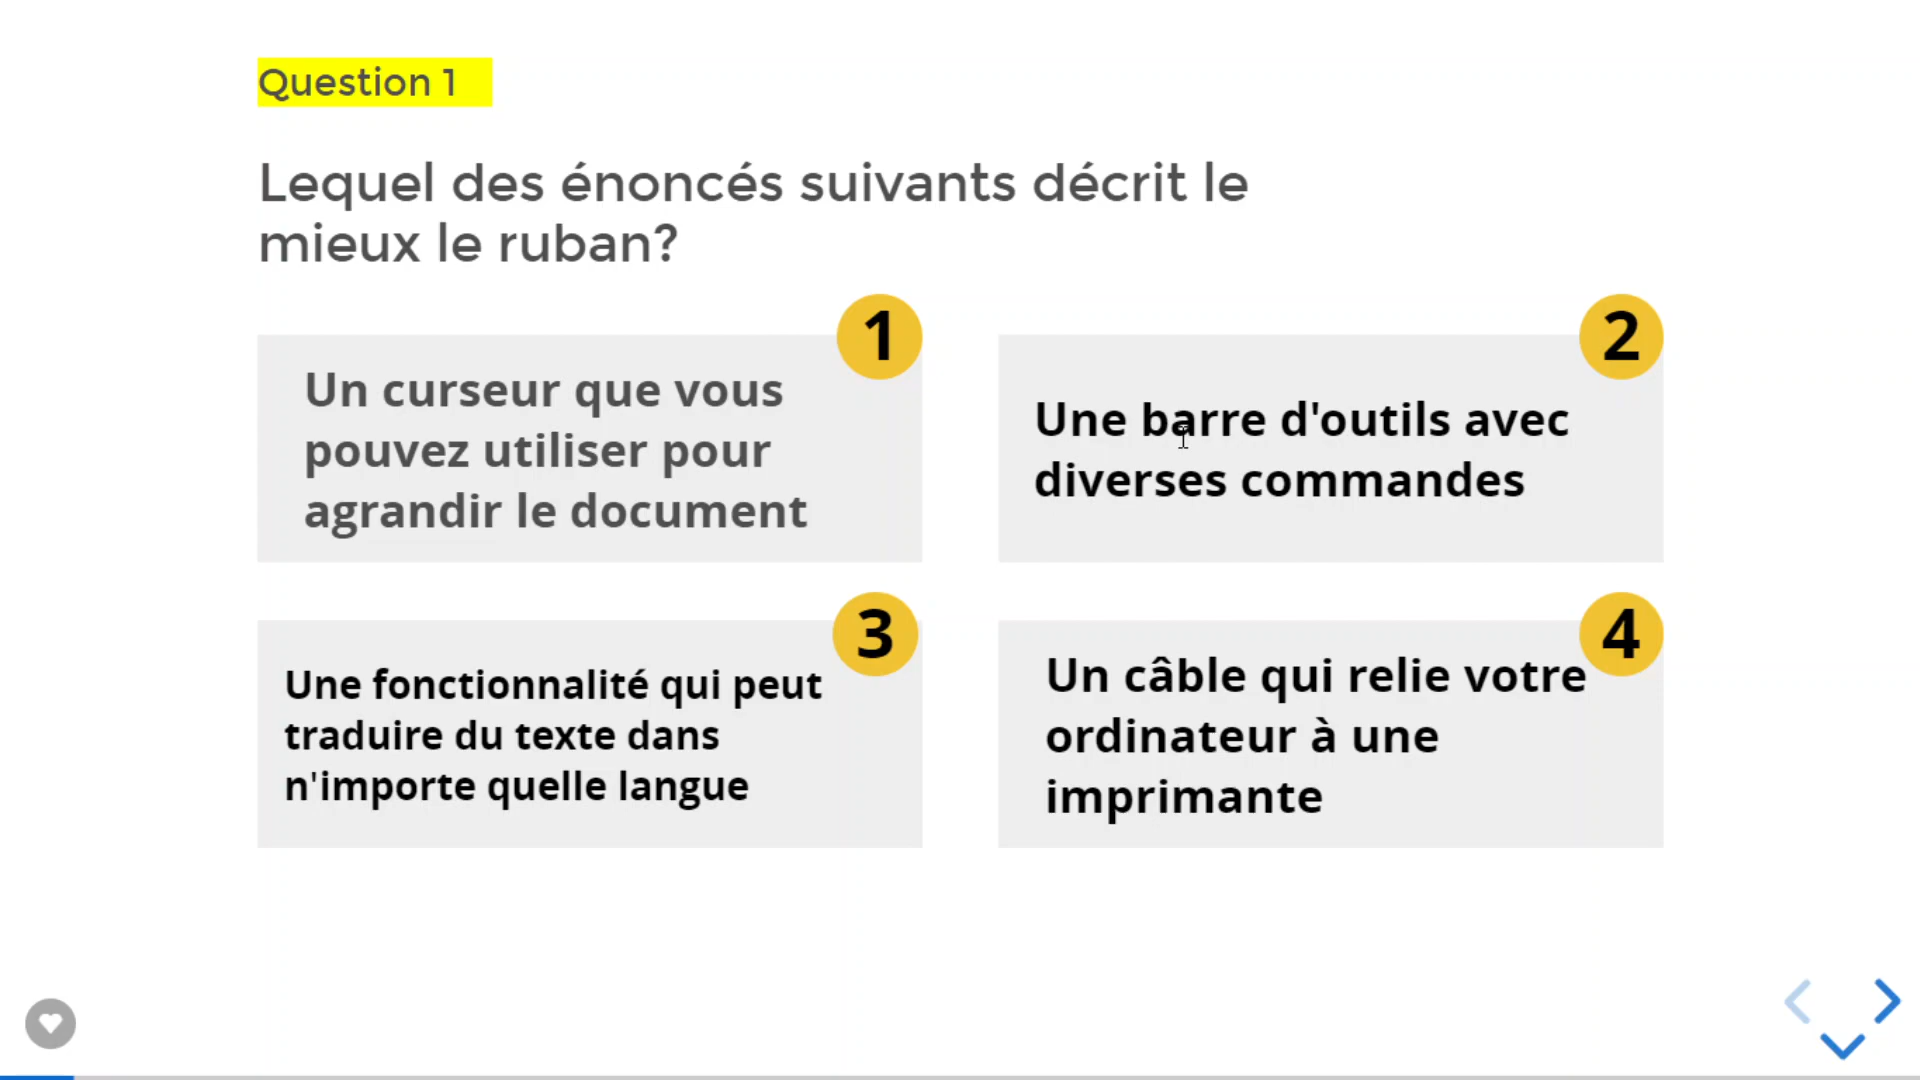 Question 1
Lequel des énoncés suivants décrit le
mieux le ruban?
1
Un curseur que vous
pouvez utiliser pour
agrandir le document
2
Une barre d'outils avec
diverses commandes
3
Une fonctionnalité qui peut
traduire du texte dans
n'importe quelle langue
4
Un câble qui relie votre
ordinateur à une
imprimante